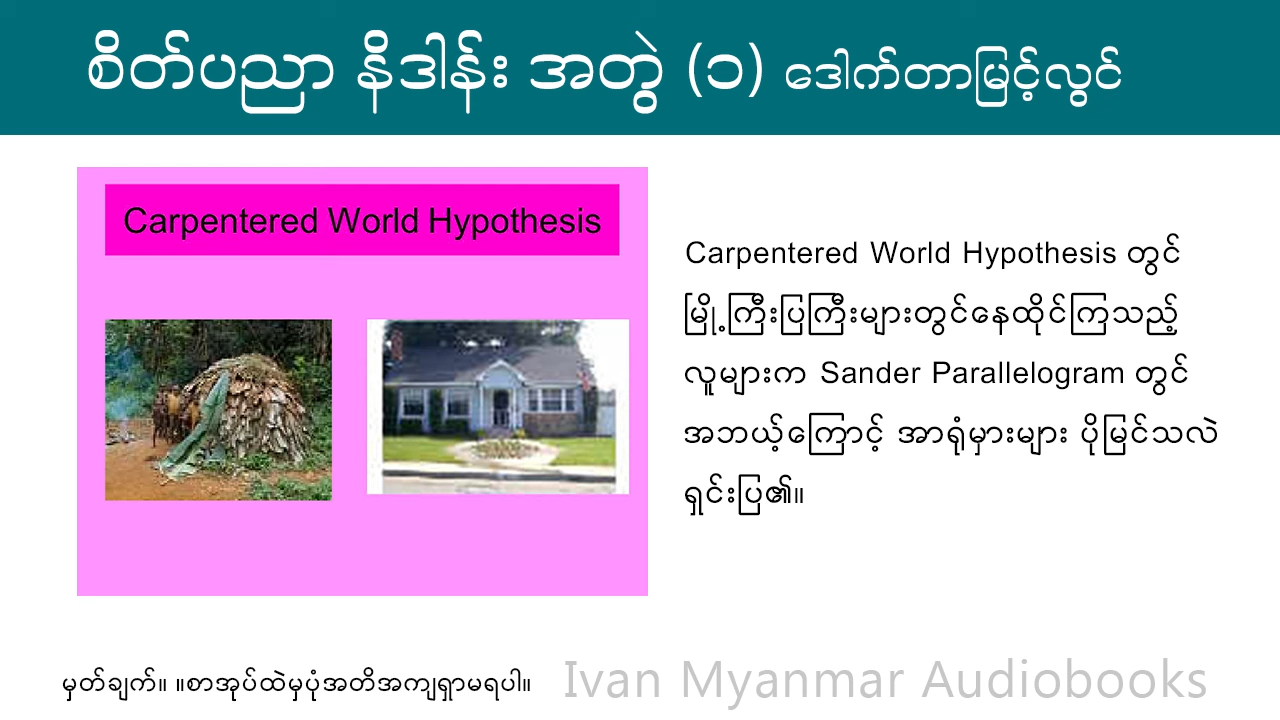 စိတ်ပညာ နိဒါန်း အတွဲ (၁) ဒေါက်တာမြင့်လွင်
Carpentered World Hypothesis
Carpentered World Hypothesis တွင်
မြို့ကြီးပြကြီးများတွင်နေထိုင်ကြသည့်
လူများက Sander Parallelogram တွင်
အဘယ့်ကြောင့် အာရုံမှားများ ပိုမြင်သလဲ
ရှင်းပြ၏။
မှတ်ချက်။ ။စာအုပ်ထဲမှပုံအတိအကျရှာမရပါ။
Ivan Myanmar Audiobooks